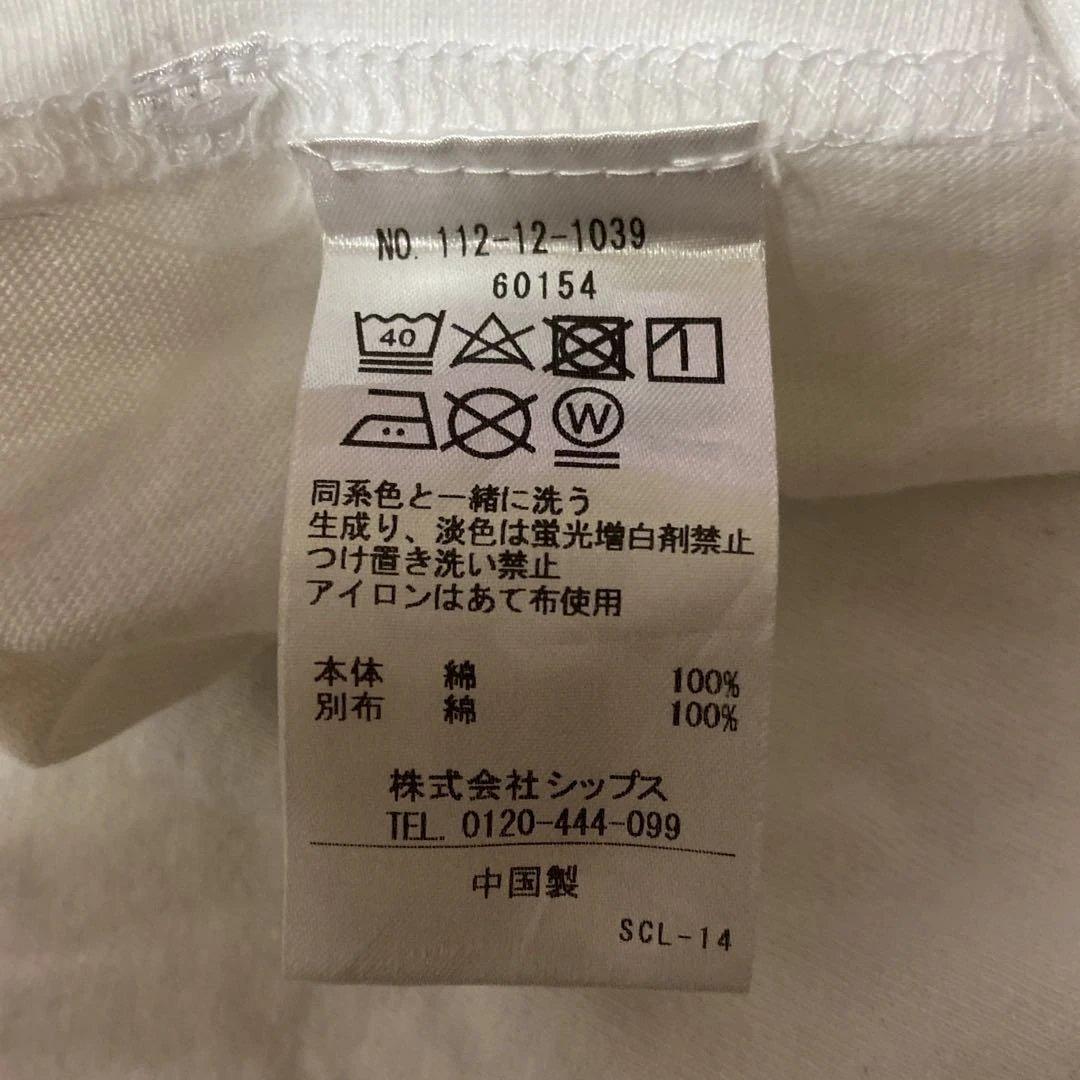 NO. 112-12-1039
60154
40
W
同系色と一緒に洗う
生成り、淡色は蛍光増白剤禁止
つけ置き洗い禁止
アイロンはあて布使用
本体 綿 100%
別布 綿 100%
株式会社シップス
TEL. 0120-444-099
中国製
SCL-14